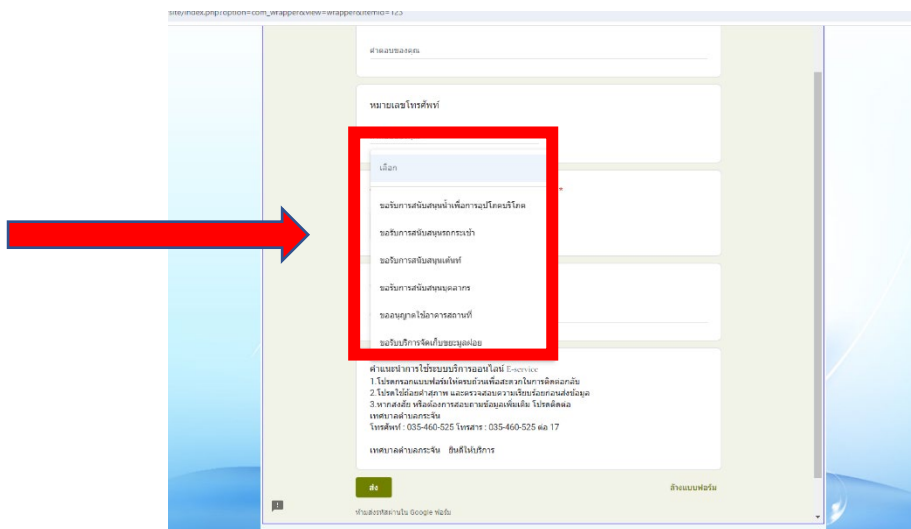 site/index.php?option=com_wrapper&view=wrapper&Itemid=123
คำตอบของคุณ
หมายเลขโทรศัพท์
เลือก
*
ขอรับการสนับสนุนน้ำเพื่อการอุปโภคบริโภค
ขอรับการสนับสนุนรถกระเช้า
ขอรับการสนับสนุนเต้นท์
ขอรับการสนับสนุนบุคลากร
ขออนุญาตใช้อาคารสถานที่
ขอรับบริการจัดเก็บขยะมูลฝอย
คำแนะนำการใช้ระบบบริการออนไลน์ E-service
1.โปรดกรอกแบบฟอร์มให้ครบถ้วนเพื่อสะดวกในการติดต่อกลับ
2.โปรดใช้ถ้อยคำสุภาพ และตรวจสอบความเรียบร้อยก่อนส่งข้อมูล
3.หากสงสัย หรือต้องการสอบถามข้อมูลเพิ่มเติม โปรดติดต่อ
เทศบาลตำบลกระจัน
โทรศัพท์ : 035-460-525 โทรสาร : 035-460-525 ต่อ 17
เทศบาลตำบลกระจัน ยินดีให้บริการ
ส่ง
ล้างแบบฟอร์ม
ห้ามส่งรหัสผ่านใน Google ฟอร์ม